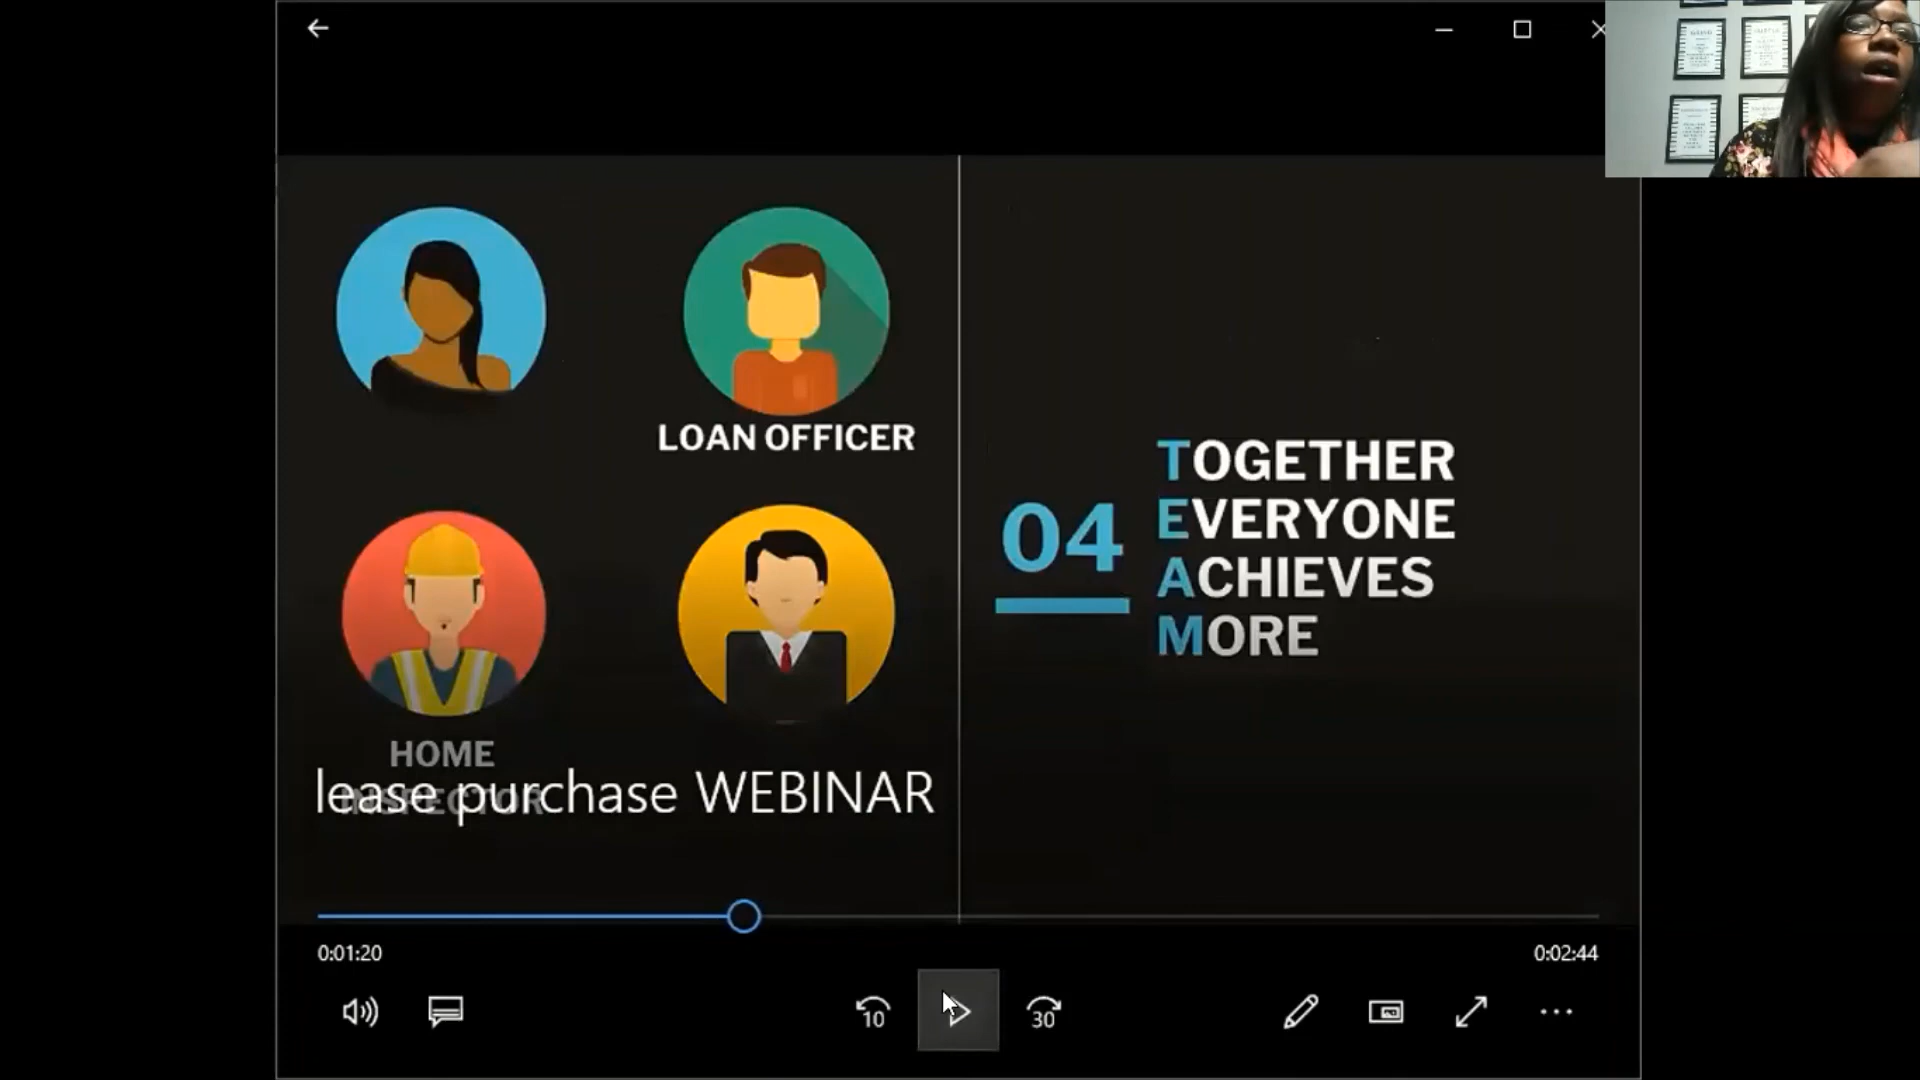 LOAN OFFICER
HOME
INSPECTOR
lease purchase WEBINAR
04
TOGETHER
EVERYONE
ACHIEVES
MORE
0:01:20
0:02:44
10
30